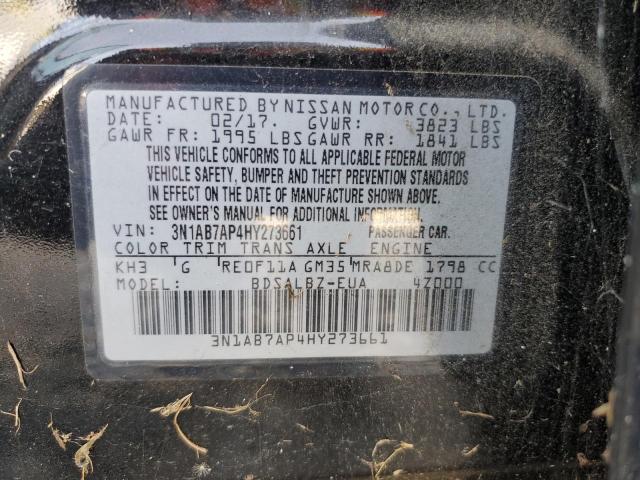 MANUFACTURED BY NISSAN MOTOR CO., LTD.
DATE: 02/17. GVWR: 3823 LBS
GAWR FR: 1995 LBS GAWR RR: 1841 LBS
THIS VEHICLE CONFORMS TO ALL APPLICABLE FEDERAL MOTOR
VEHICLE SAFETY, BUMPER AND THEFT PREVENTION STANDARDS
IN EFFECT ON THE DATE OF MANUFACTURE SHOWN ABOVE.
SEE OWNER'S MANUAL FOR ADDITIONAL INFORMATION.
VIN: 3N1AB7AP4HY273661 PASSENGER CAR.
COLOR TRIM TRANS AXLE ENGINE
KH3 G RE0F11A GM35 MRA8DE 1798 CC
MODEL: BDSALBZ-EUA 4Z000
3N1AB7AP4HY273661